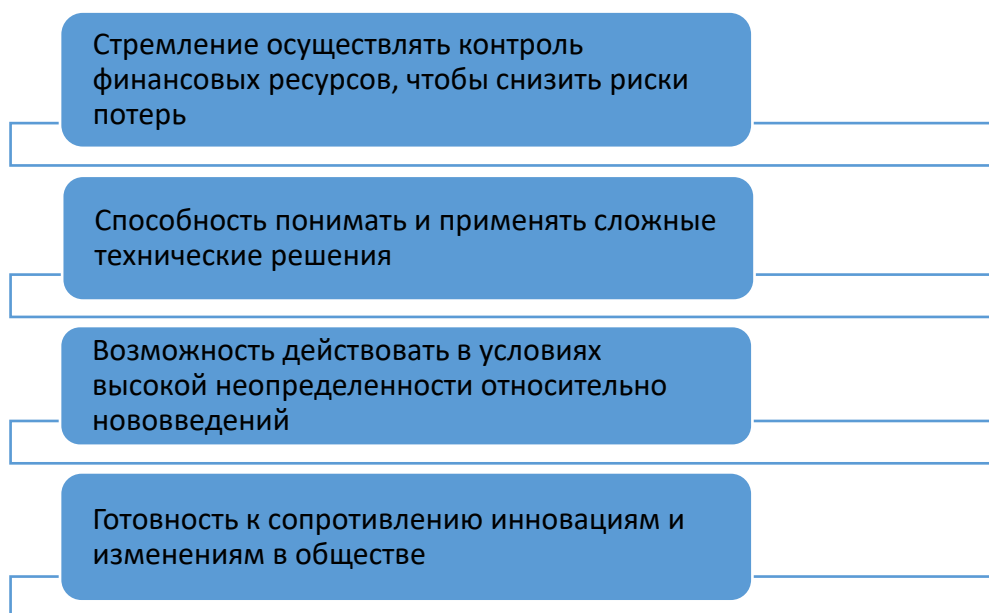 Стремление осуществлять контроль
финансовых ресурсов, чтобы снизить риски
потерь
Способность понимать и применять сложные
технические решения
Возможность действовать в условиях
высокой неопределенности относительно
нововведений
Готовность к сопротивлению инновациям и
изменениям в обществе